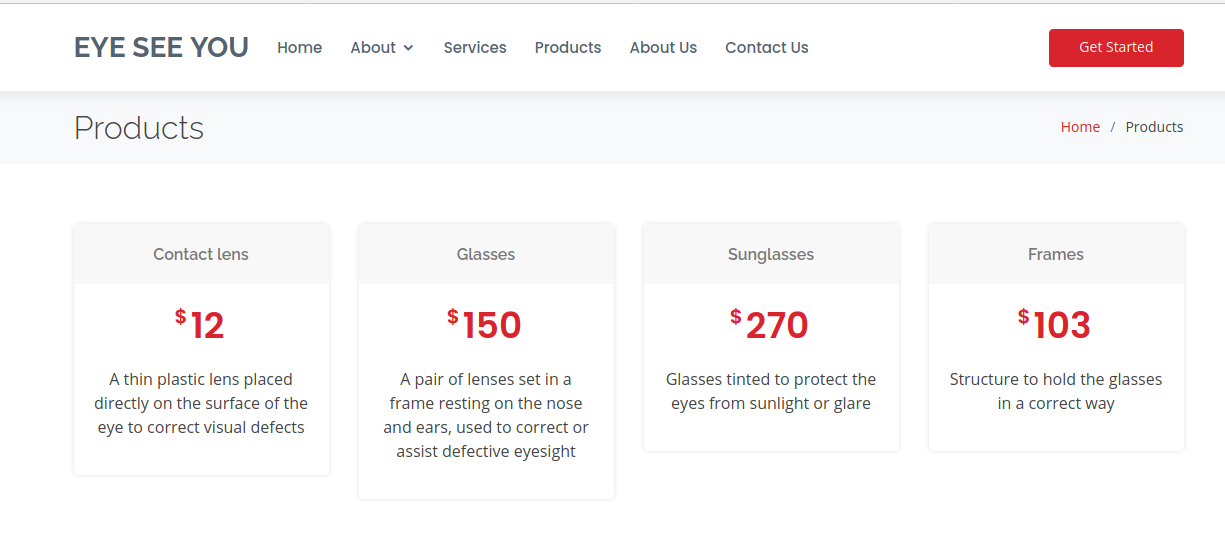 EYE SEE YOU Home About Services Products About Us Contact Us Get Started
Products
Home / Products
Contact lens
$12
A thin plastic lens placed
directly on the surface of the
eye to correct visual defects
Glasses
$150
A pair of lenses set in a
frame resting on the nose
and ears, used to correct or
assist defective eyesight
Sunglasses
$270
Glasses tinted to protect the
eyes from sunlight or glare
Frames
$103
Structure to hold the glasses
in a correct way